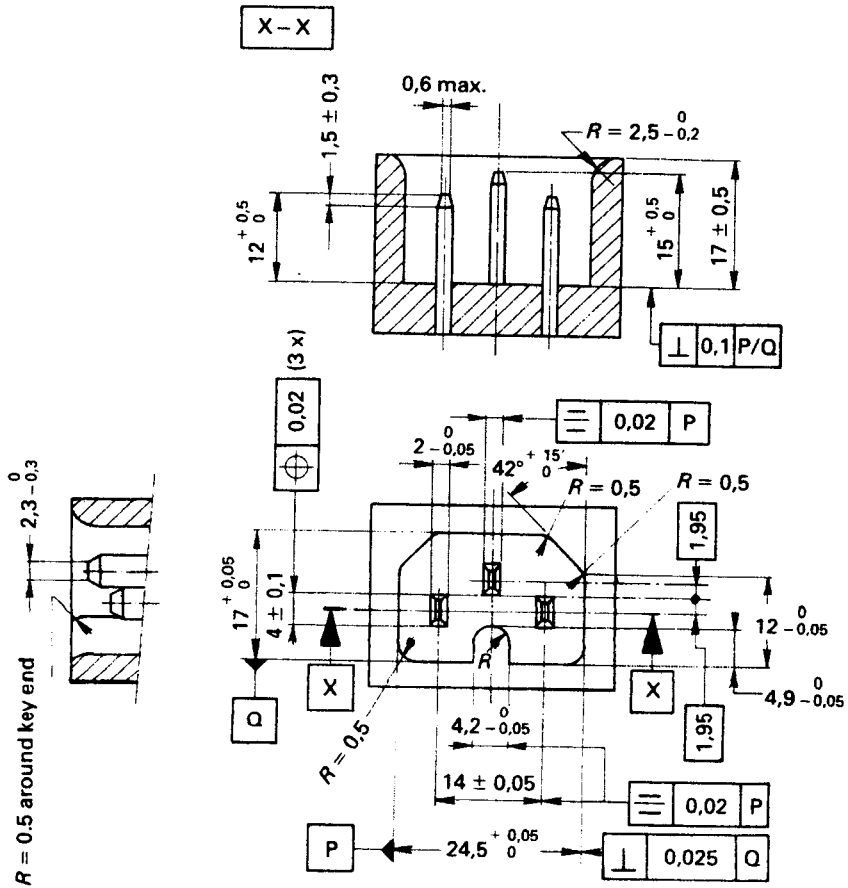 X–X
0,6 max.
1,5 ± 0,3
R = 2,5 0 -0,2
12 +0,5 0
15 +0,5 0
17 ± 0,5
⊥ 0,1 P/Q
⌖ 0,02 (3 x)
⌯ 0,02 P
2 0 -0,05
42° +15′ 0
R = 0,5
R = 0,5
2,3 0 -0,3
1,95
17 +0,05 0
4 ± 0,1
12 0 -0,05
X
X
R
Q
4,9 0 -0,05
1,95
R = 0,5
4,2 0 -0,05
14 ± 0,05
⌯ 0,02 P
P
24,5 +0,05 0
⊥ 0,025 Q
R = 0.5 around key end